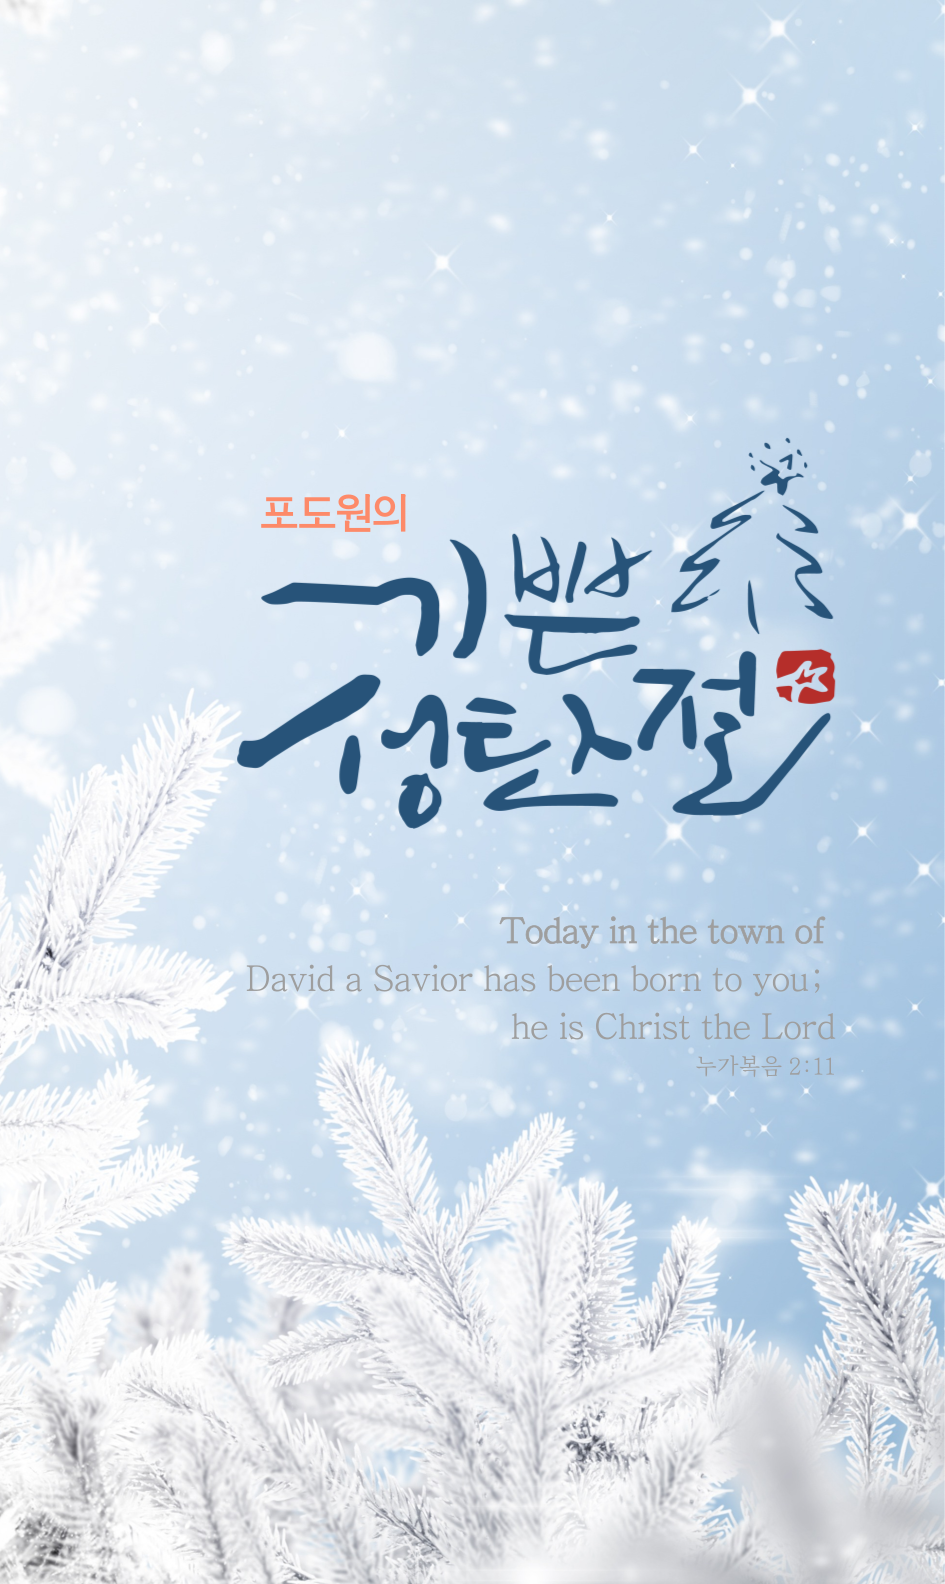 포도원의
기쁜
성탄절
Today in the town of
David a Savior has been born to you;
he is Christ the Lord
누가복음 2:11